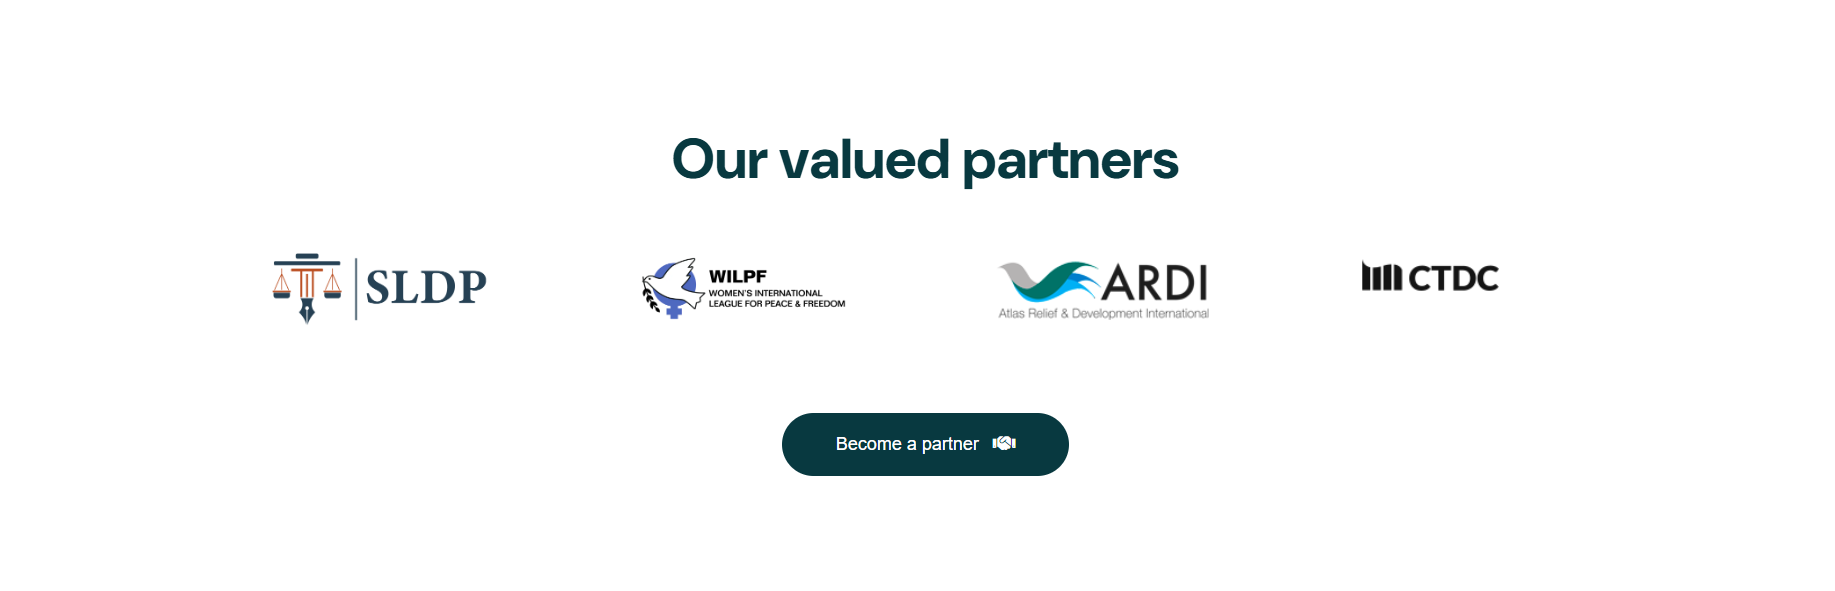 Our valued partners
SLDP
WILPF
WOMEN'S INTERNATIONAL
LEAGUE FOR PEACE & FREEDOM
ARDI
Atlas Relief & Development International
CTDC
Become a partner